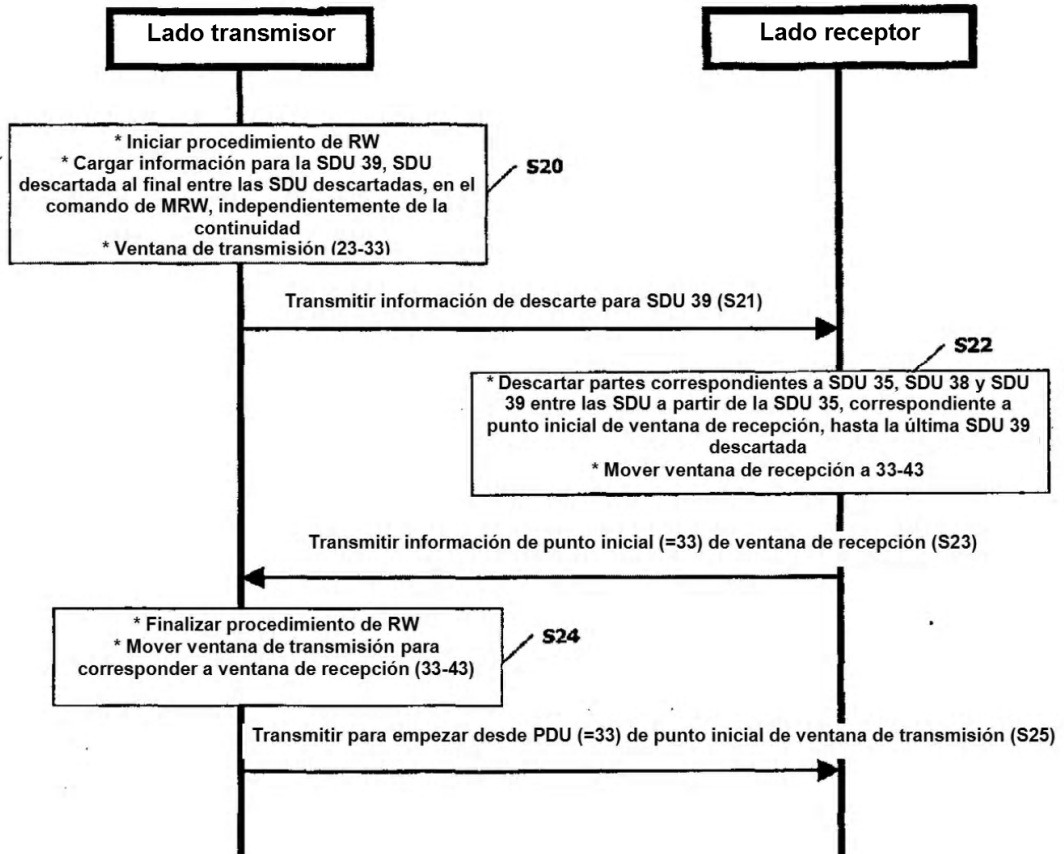 Lado transmisor
Lado receptor
* Iniciar procedimiento de RW
* Cargar información para la SDU 39, SDU
descartada al final entre las SDU descartadas, en el
comando de MRW, independientemente de la
continuidad
* Ventana de transmisión (23-33)
S20
Transmitir información de descarte para SDU 39 (S21)
S22
* Descartar partes correspondientes a SDU 35, SDU 38 y SDU
39 entre las SDU a partir de la SDU 35, correspondiente a
punto inicial de ventana de recepción, hasta la última SDU 39
descartada
* Mover ventana de recepción a 33-43
Transmitir información de punto inicial (=33) de ventana de recepción (S23)
* Finalizar procedimiento de RW
* Mover ventana de transmisión para
corresponder a ventana de recepción (33-43)
S24
Transmitir para empezar desde PDU (=33) de punto inicial de ventana de transmisión (S25)